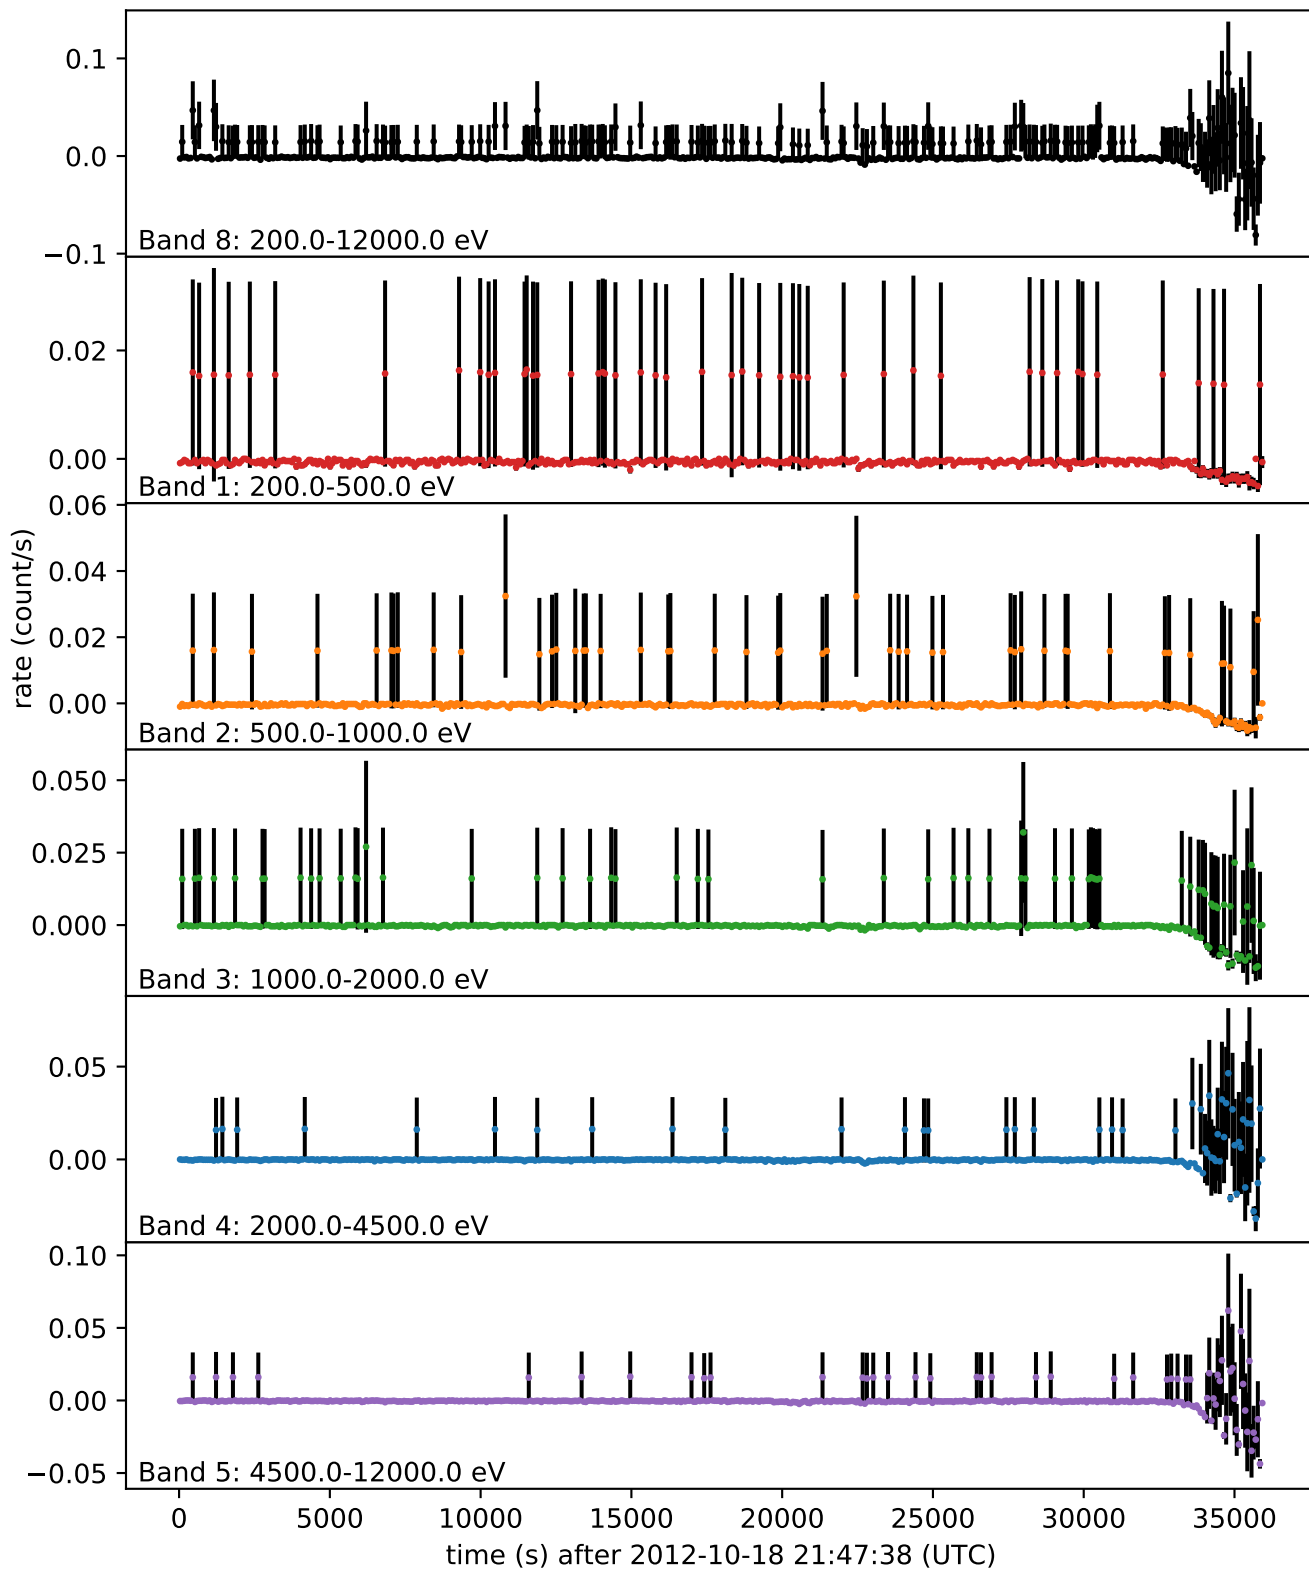 0.1
0.0
−0.1
Band 8: 200.0-12000.0 eV
0.02
0.00
Band 1: 200.0-500.0 eV
0.06
0.04
0.02
0.00
Band 2: 500.0-1000.0 eV
rate (count/s)
0.050
0.025
0.000
Band 3: 1000.0-2000.0 eV
0.05
0.00
Band 4: 2000.0-4500.0 eV
0.10
0.05
0.00
−0.05
Band 5: 4500.0-12000.0 eV
0 5000 10000 15000 20000 25000 30000 35000
time (s) after 2012-10-18 21:47:38 (UTC)